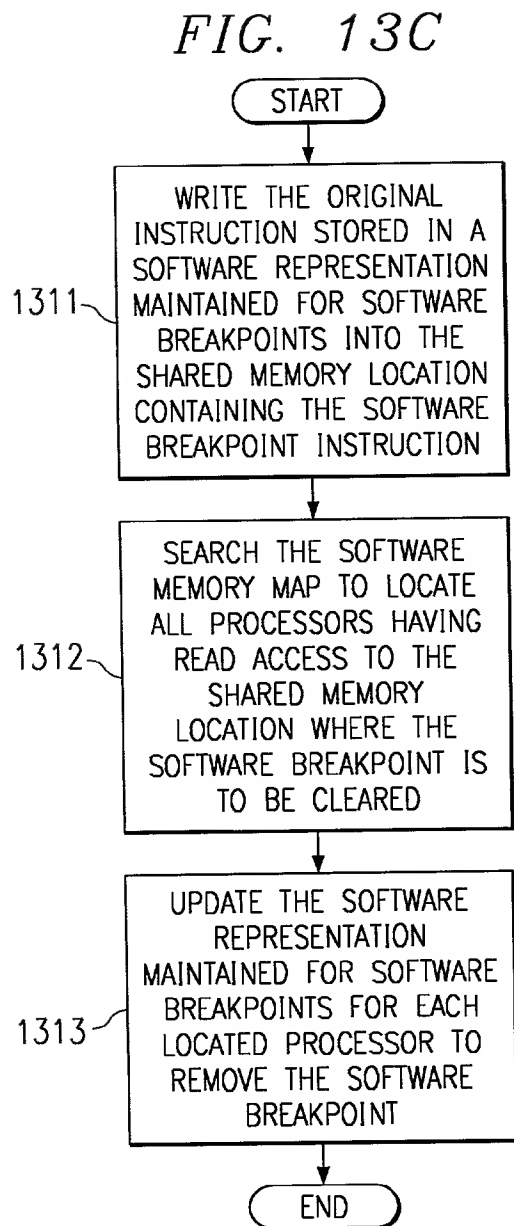 FIG. 13C
START
WRITE THE ORIGINAL
INSTRUCTION STORED IN A
SOFTWARE REPRESENTATION
MAINTAINED FOR SOFTWARE
1311
BREAKPOINTS INTO THE
SHARED MEMORY LOCATION
CONTAINING THE SOFTWARE
BREAKPOINT INSTRUCTION
SEARCH THE SOFTWARE
MEMORY MAP TO LOCATE
ALL PROCESSORS HAVING
1312
READ ACCESS TO THE
SHARED MEMORY
LOCATION WHERE THE
SOFTWARE BREAKPOINT IS
TO BE CLEARED
UPDATE THE SOFTWARE
REPRESENTATION
MAINTAINED FOR SOFTWARE
BREAKPOINTS FOR EACH
1313
LOCATED PROCESSOR TO
REMOVE THE SOFTWARE
BREAKPOINT
END